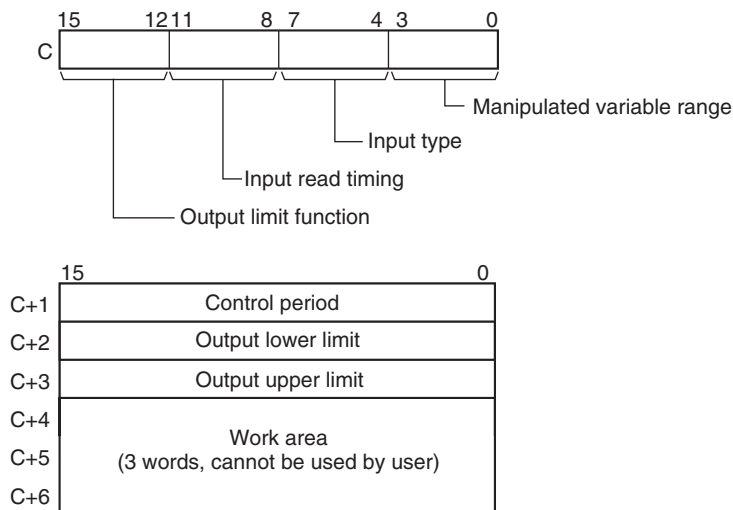 15 12 11 8 7 4 3 0
C
Manipulated variable range
Input type
Input read timing
Output limit function
15 0
C+1 Control period
C+2 Output lower limit
C+3 Output upper limit
C+4
Work area
C+5 (3 words, cannot be used by user)
C+6